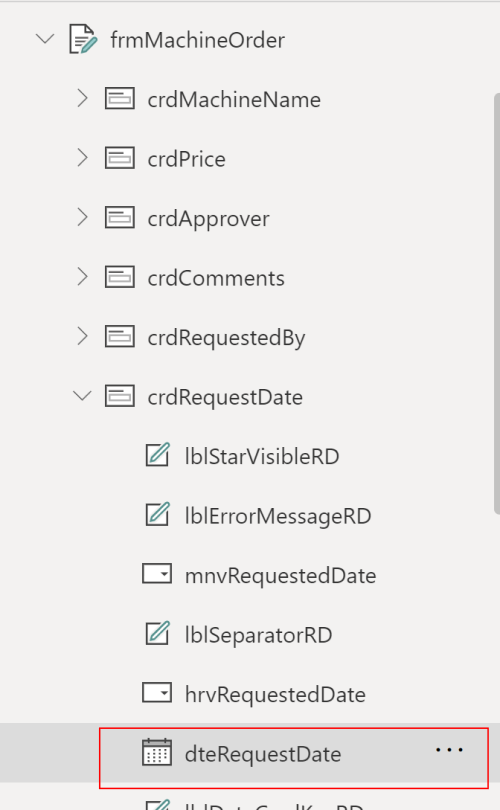 frmMachineOrder
crdMachineName
crdPrice
crdApprover
crdComments
crdRequestedBy
crdRequestDate
lblStarVisibleRD
lblErrorMessageRD
mnvRequestedDate
lblSeparatorRD
hrvRequestedDate
dteRequestDate ...